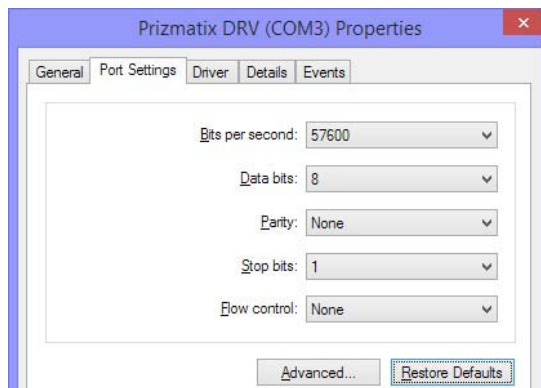 Prizmatix DRV (COM3) Properties
General Port Settings Driver Details Events
Bits per second: 57600
Data bits: 8
Parity: None
Stop bits: 1
Flow control: None
Advanced... Restore Defaults